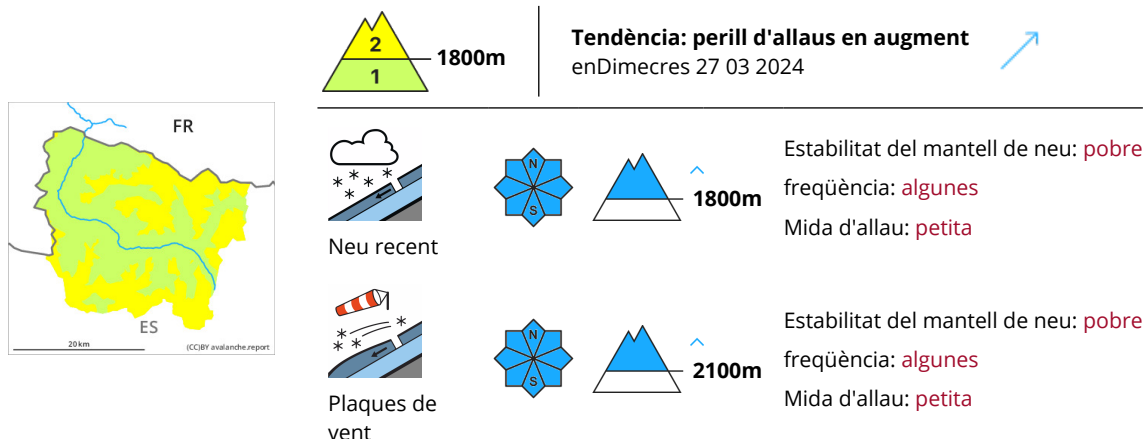 2
1
1800m
Tendència: perill d'allaus en augment
enDimecres 27 03 2024
FR
ES
20 km
(CC)BY avalanche.report
Neu recent
N
S
1800m
Estabilitat del mantell de neu: pobre
freqüència: algunes
Mida d'allau: petita
Plaques de
vent
N
S
2100m
Estabilitat del mantell de neu: pobre
freqüència: algunes
Mida d'allau: petita